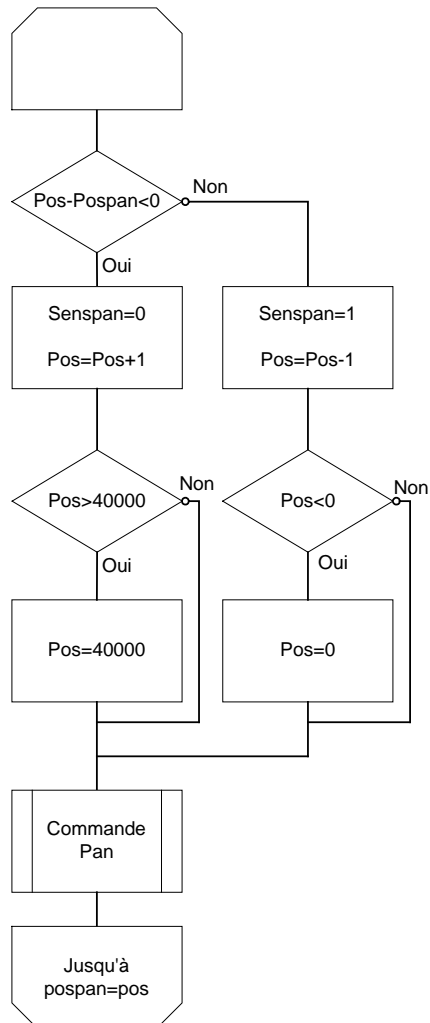 Pos-Pospan<0
Non
Oui
Senspan=0
Pos=Pos+1
Senspan=1
Pos=Pos-1
Pos>40000
Non
Oui
Pos<0
Non
Oui
Pos=40000
Pos=0
Commande
Pan
Jusqu'à
pospan=pos